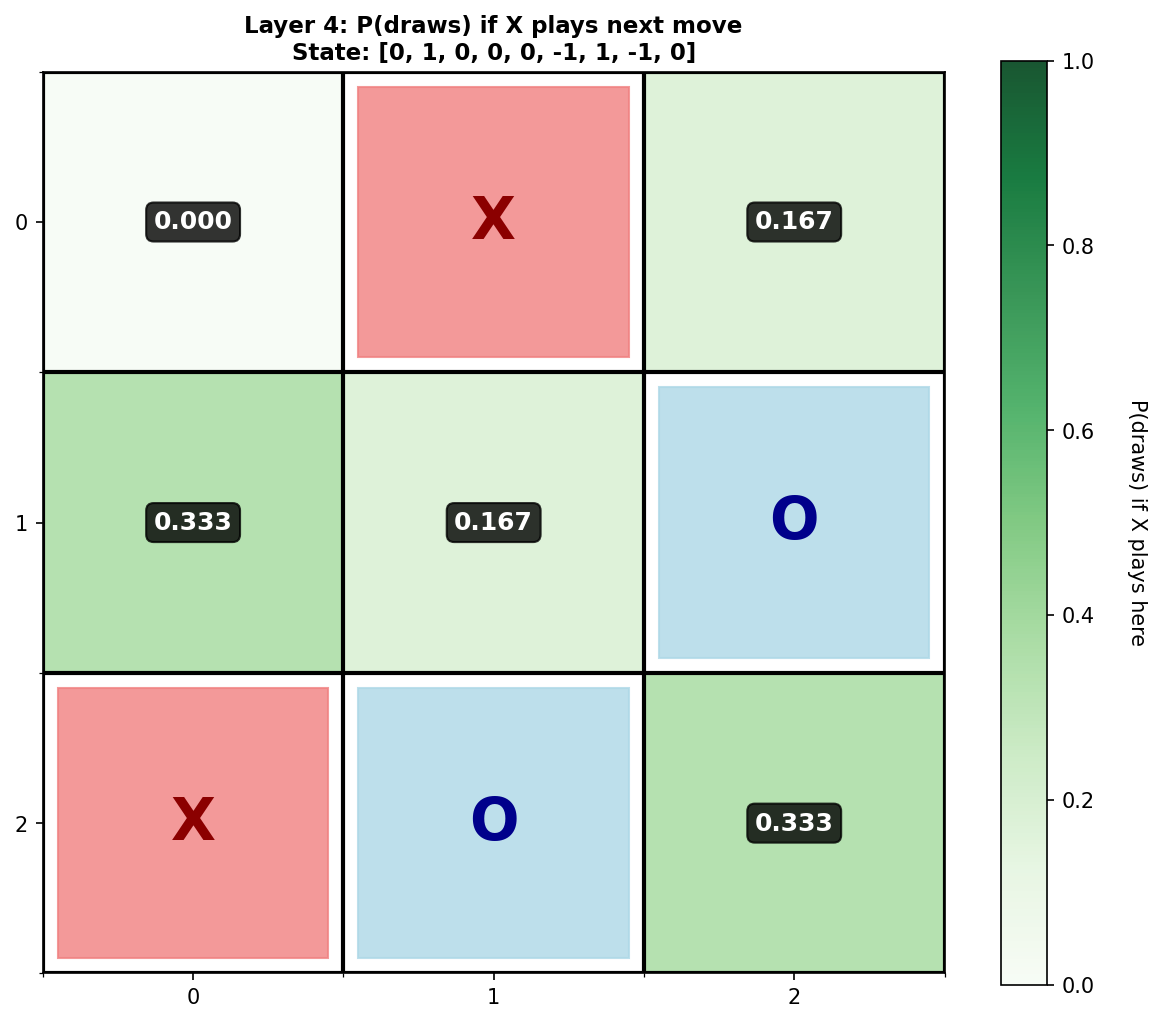 Layer 4: P(draws) if X plays next move
State: [0, 1, 0, 0, 0, -1, 1, -1, 0]
0.000
X
0.167
0.333
0.167
O
X
O
0.333
0
1
2
0
1
2
1.0
0.8
0.6
0.4
0.2
0.0
P(draws) if X plays here